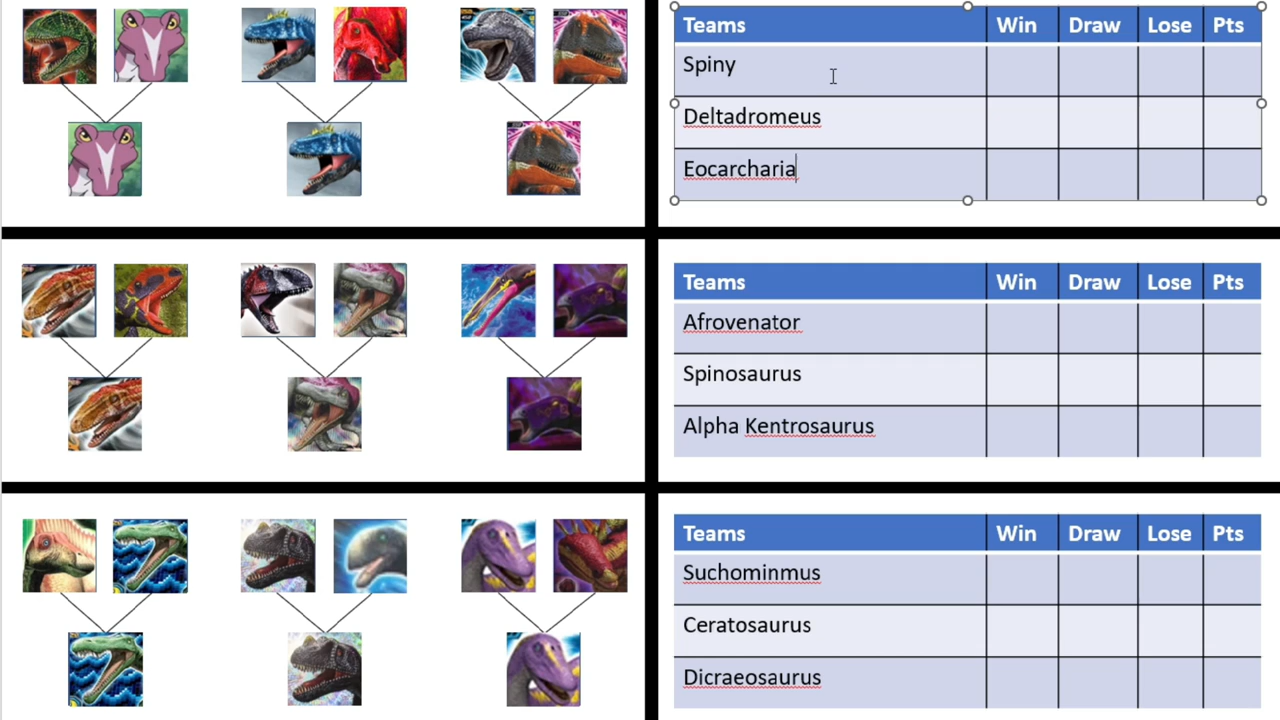 Teams Win Draw Lose Pts
Spiny
Deltadromeus
Eocarcharia
Teams Win Draw Lose Pts
Afrovenator
Spinosaurus
Alpha Kentrosaurus
Teams Win Draw Lose Pts
Suchominmus
Ceratosaurus
Dicraeosaurus